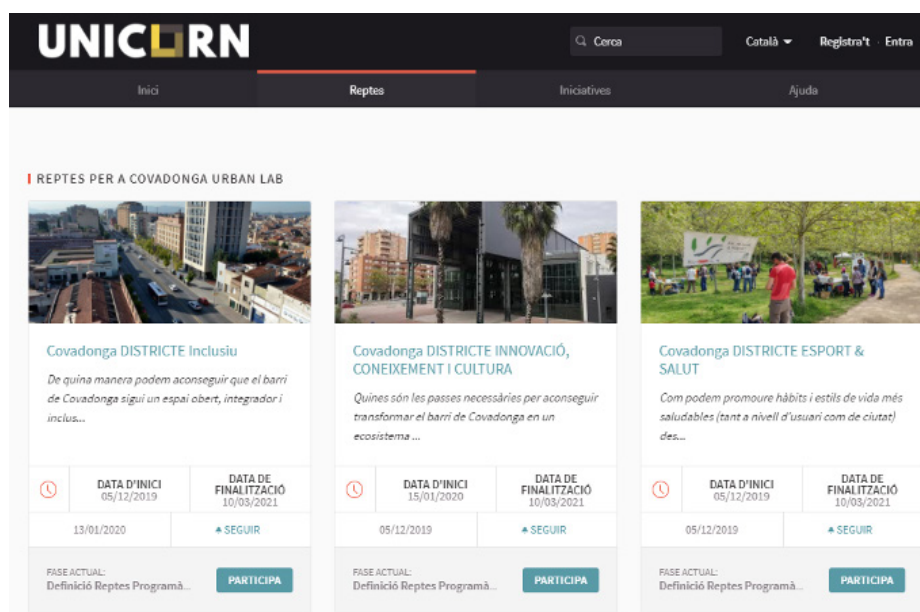 UNICORN
Cerca
Català
Registra't · Entra
Inici
Reptes
Iniciatives
Ajuda
REPTES PER A COVADONGA URBAN LAB
Covadonga DISTRICTE Inclusiu
De quina manera podem aconseguir que el barri
de Covadonga sigui un espai obert, integrador i
inclus...
DATA D'INICI
05/12/2019
DATA DE
FINALITZACIÓ
10/03/2021
13/01/2020
SEGUIR
FASE ACTUAL:
Definició Reptes Programà...
PARTICIPA
Covadonga DISTRICTE INNOVACIÓ,
CONEIXEMENT I CULTURA
Quines són les passes necessàries per aconseguir
transformar el barri de Covadonga en un
ecosistema ...
DATA D'INICI
15/01/2020
DATA DE
FINALITZACIÓ
10/03/2021
05/12/2019
SEGUIR
FASE ACTUAL:
Definició Reptes Programà...
PARTICIPA
Covadonga DISTRICTE ESPORT &
SALUT
Com podem promoure hàbits i estils de vida més
saludables (tant a nivell d'usuari com de ciutat)
des...
DATA D'INICI
05/12/2019
DATA DE
FINALITZACIÓ
10/03/2021
05/12/2019
SEGUIR
FASE ACTUAL:
Definició Reptes Programà...
PARTICIPA